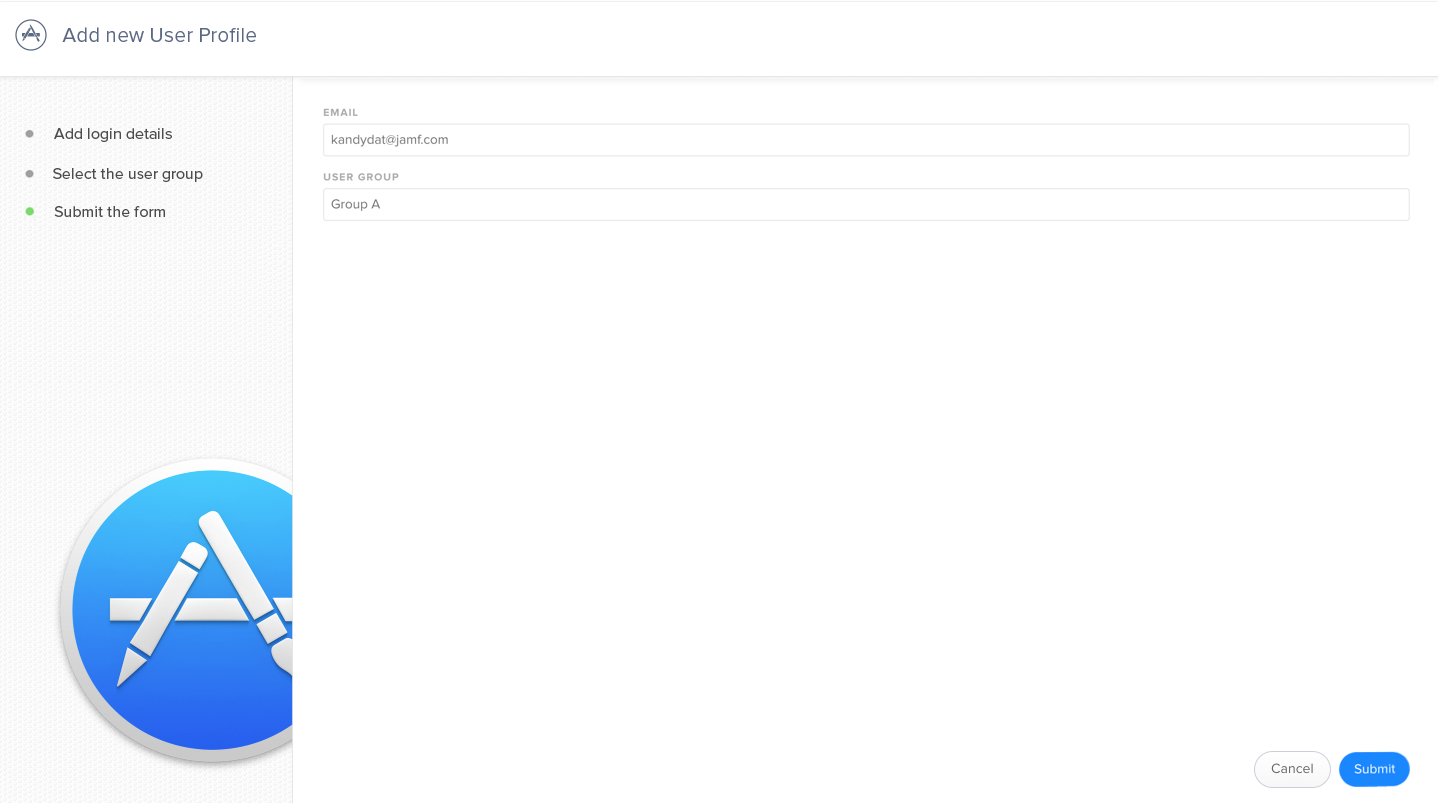 Add new User Profile
Add login details
Select the user group
Submit the form
EMAIL
kandydat@jamf.com
USER GROUP
Group A
Cancel
Submit